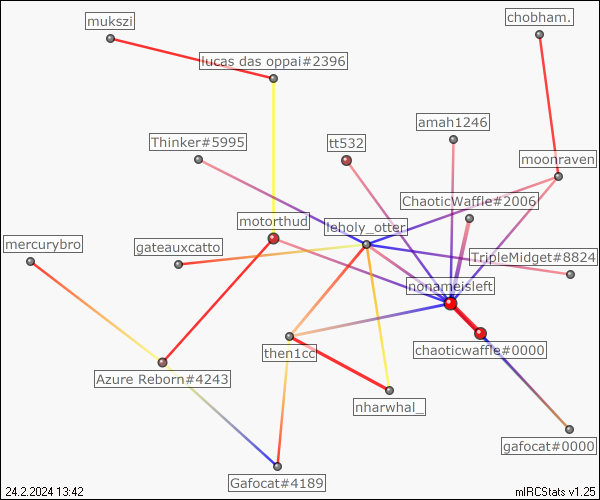 chobham.
mukszi
lucas das oppai#2396
amah1246
Thinker#5995
tt532
moonraven
ChaoticWaffle#2006
motorthud
leholy_otter
mercurybro
gateauxcatto
TripleMidget#8824
nonameisleft
then1cc
chaoticwaffle#0000
Azure Reborn#4243
nharwhal_
gafocat#0000
Gafocat#4189
24.2.2024 13:42
mIRCStats v1.25